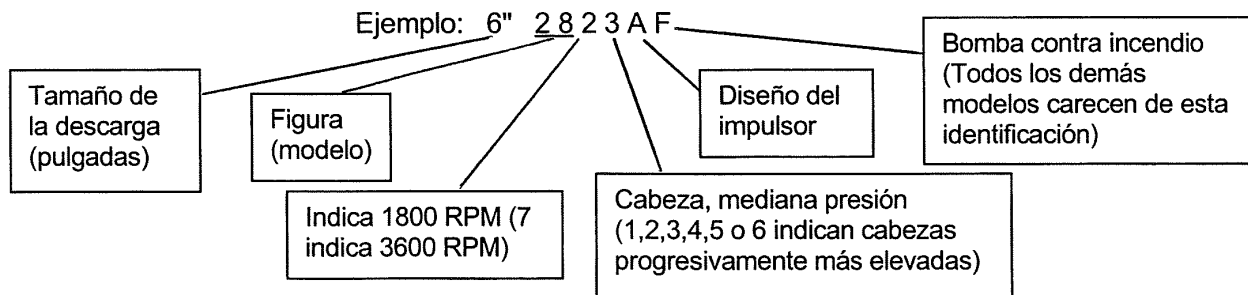 Ejemplo: 6" 2 8 2 3 A F
Tamaño de
la descarga
(pulgadas)
Figura
(modelo)
Indica 1800 RPM (7
indica 3600 RPM)
Cabeza, mediana presión
(1,2,3,4,5 o 6 indican cabezas
progresivamente más elevadas)
Diseño del
impulsor
Bomba contra incendio
(Todos los demás
modelos carecen de esta
identificación)